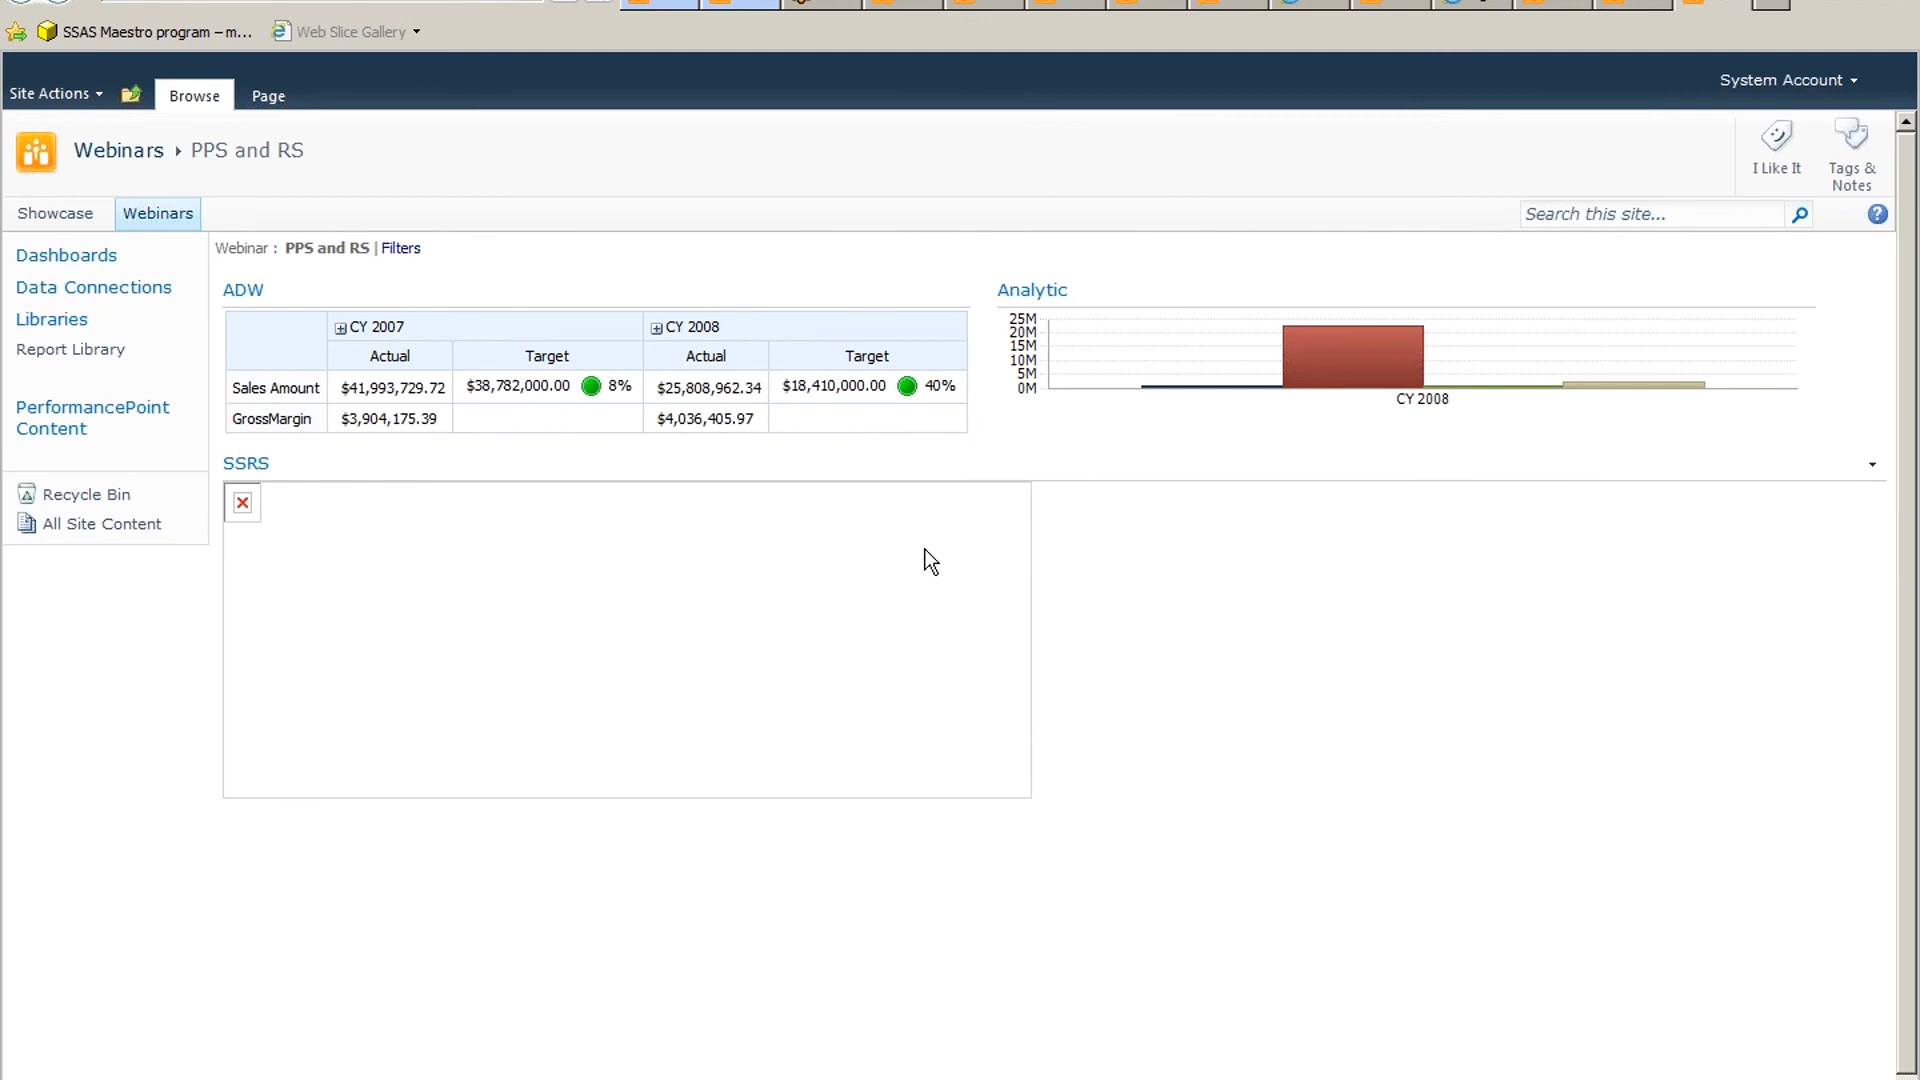 SSAS Maestro program – m... Web Slice Gallery
Site Actions Browse Page System Account
Webinars PPS and RS
I Like It
Tags &
Notes
Showcase Webinars Search this site...
Dashboards
Data Connections
Libraries
Report Library
PerformancePoint
Content
Recycle Bin
All Site Content
Webinar : PPS and RS | Filters
ADW
CY 2007 CY 2008
Actual Target Actual Target
Sales Amount $41,993,729.72 $38,782,000.00 8% $25,808,962.34 $18,410,000.00 40%
GrossMargin $3,904,175.39 $4,036,405.97
Analytic
25M
20M
15M
10M
5M
0M
CY 2008
SSRS